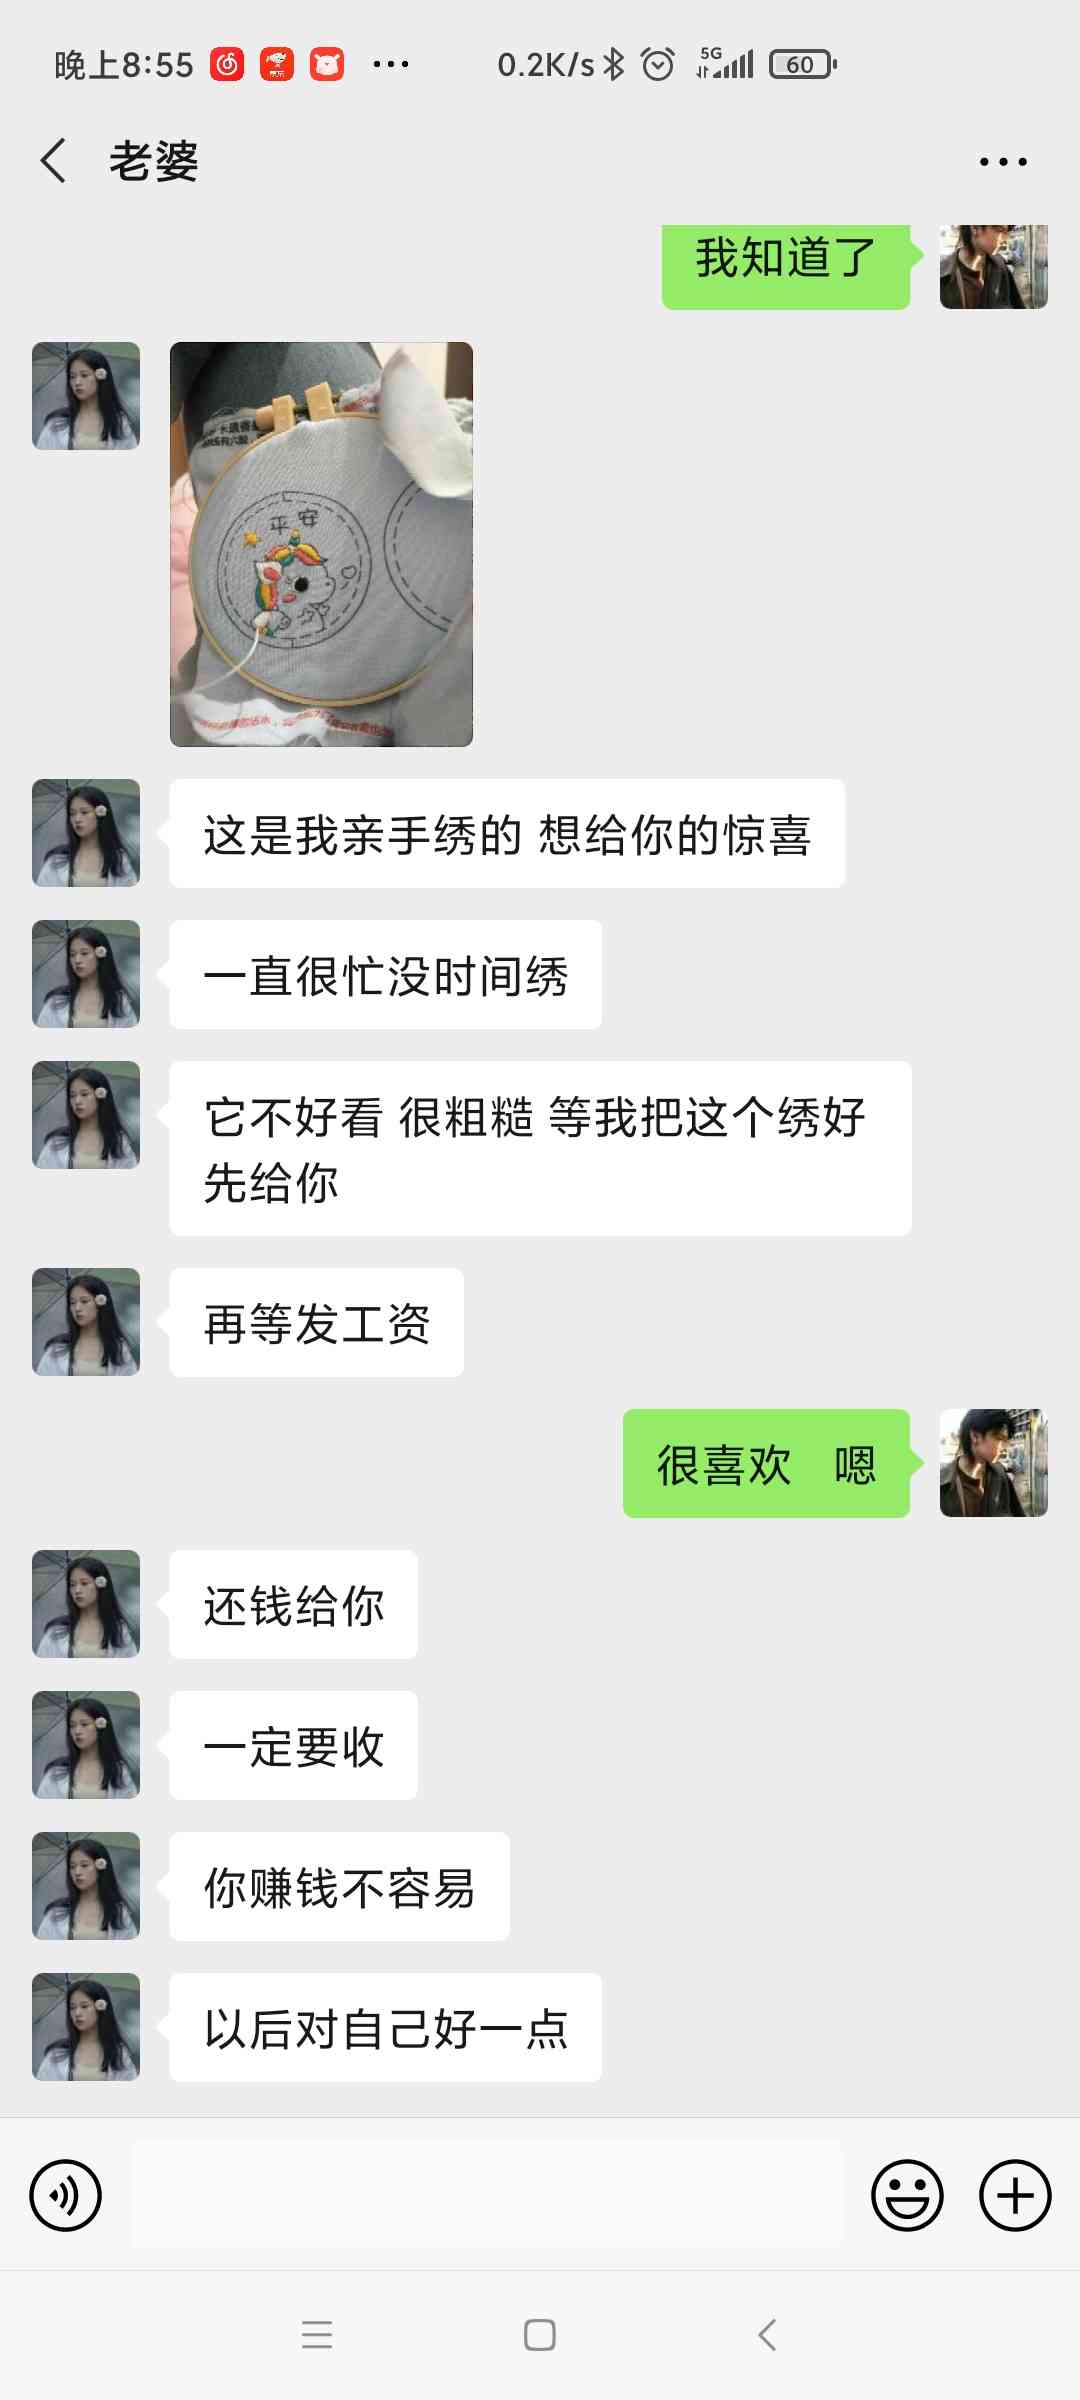 晚上8:55
0.2K/s
5G
60
老婆
我知道了
平安
这是我亲手绣的 想给你的惊喜
一直很忙没时间绣
它不好看 很粗糙 等我把这个绣好
先给你
再等发工资
很喜欢 嗯
还钱给你
一定要收
你赚钱不容易
以后对自己好一点